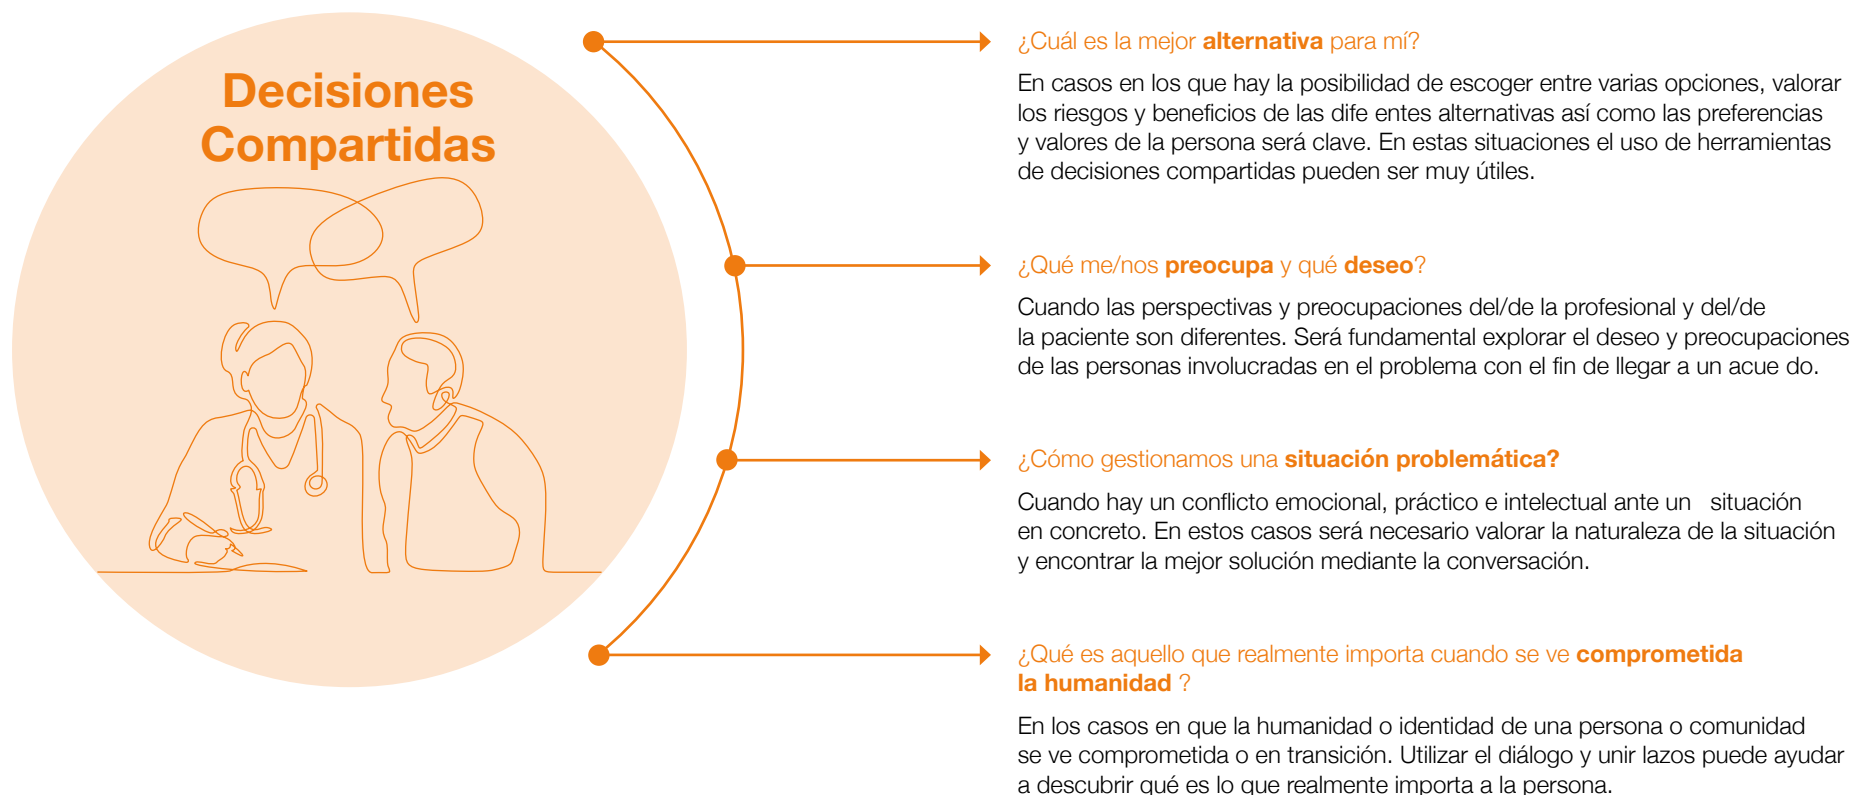 Decisiones
Compartidas
¿Cuál es la mejor alternativa para mí?
En casos en los que hay la posibilidad de escoger entre varias opciones, valorar
los riesgos y beneficios de las dife entes alternativas así como las preferencias
y valores de la persona será clave. En estas situaciones el uso de herramientas
de decisiones compartidas pueden ser muy útiles.
¿Qué me/nos preocupa y qué deseo?
Cuando las perspectivas y preocupaciones del/de la profesional y del/de
la paciente son diferentes. Será fundamental explorar el deseo y preocupaciones
de las personas involucradas en el problema con el fin de llegar a un acue do.
¿Cómo gestionamos una situación problemática?
Cuando hay un conflicto emocional, práctico e intelectual ante un   situación
en concreto. En estos casos será necesario valorar la naturaleza de la situación
y encontrar la mejor solución mediante la conversación.
¿Qué es aquello que realmente importa cuando se ve comprometida
la humanidad ?
En los casos en que la humanidad o identidad de una persona o comunidad
se ve comprometida o en transición. Utilizar el diálogo y unir lazos puede ayudar
a descubrir qué es lo que realmente importa a la persona.